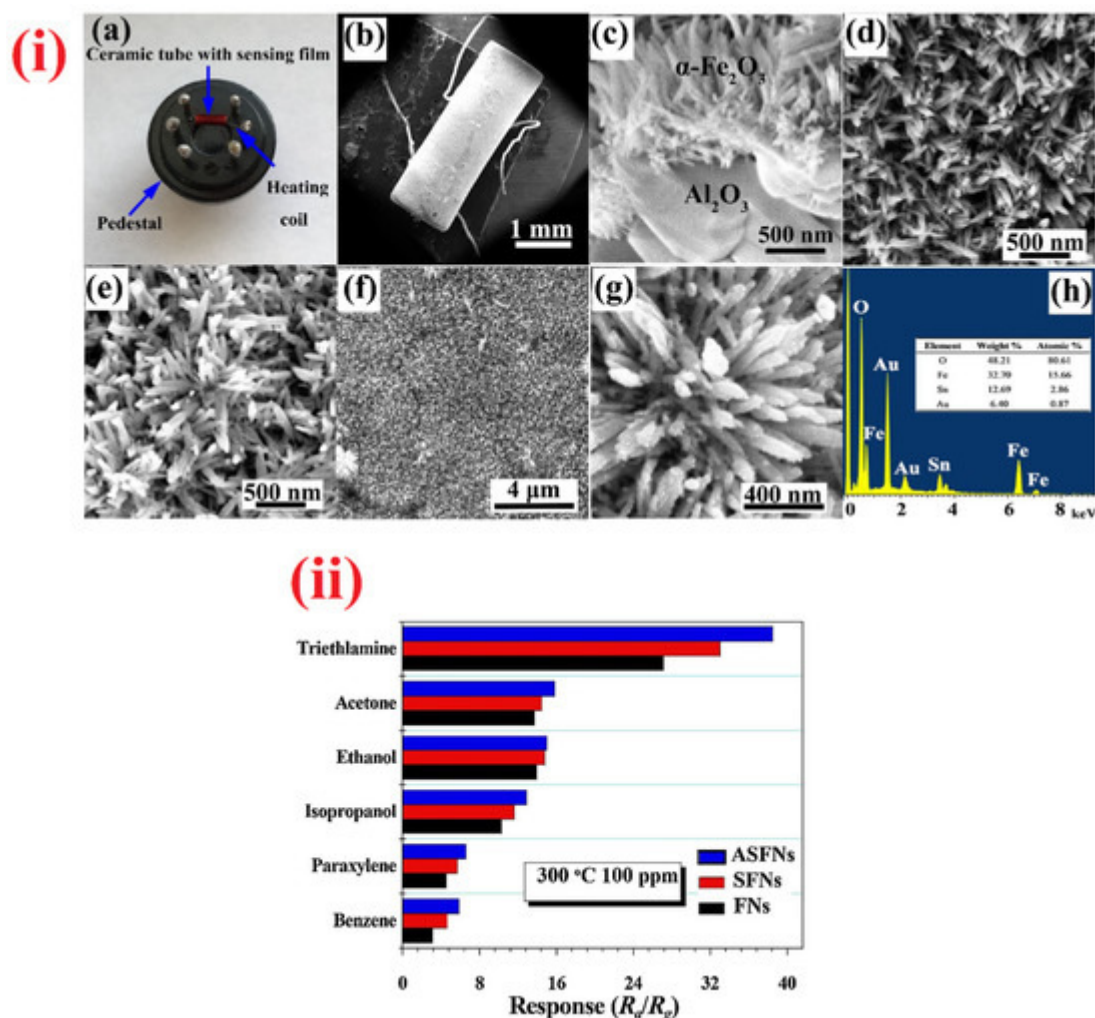 (i)
(a)
Ceramic tube with sensing film
Pedestal
Heating
coil
(b)
1 mm
(c)
α-Fe₂O₃
Al₂O₃
500 nm
(d)
500 nm
(e)
500 nm
(f)
4 μm
(g)
400 nm
(h)
O
Fe
Au
Au
Sn
Fe
Fe
Element Weight % Atomic %
O 48.21 80.61
Fe 32.70 15.66
Sn 12.69 2.86
Au 6.40 0.87
0 2 4 6 8 keV
(ii)
Triethlamine
Acetone
Ethanol
Isopropanol
Paraxylene
Benzene
300 °C 100 ppm
ASFNs
SFNs
FNs
0 8 16 24 32 40
Response (Rₐ/R₉)